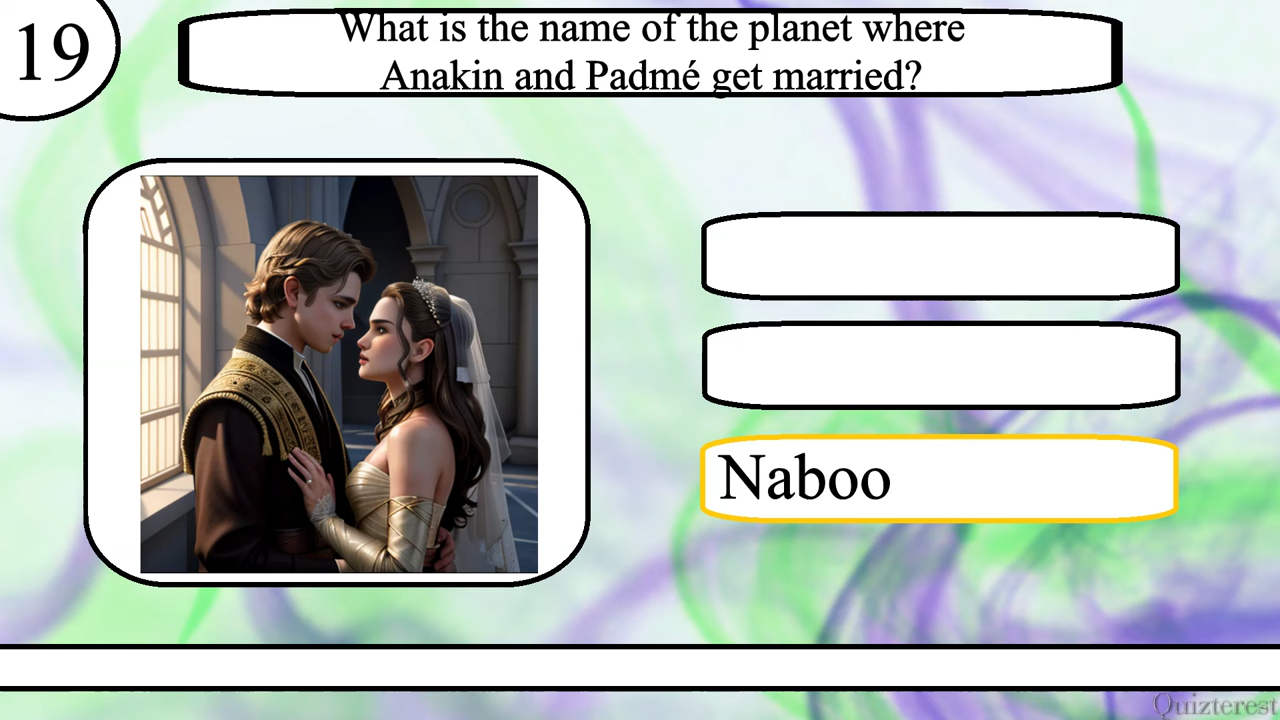 19
What is the name of the planet where
Anakin and Padmé get married?
Naboo
Quizterest